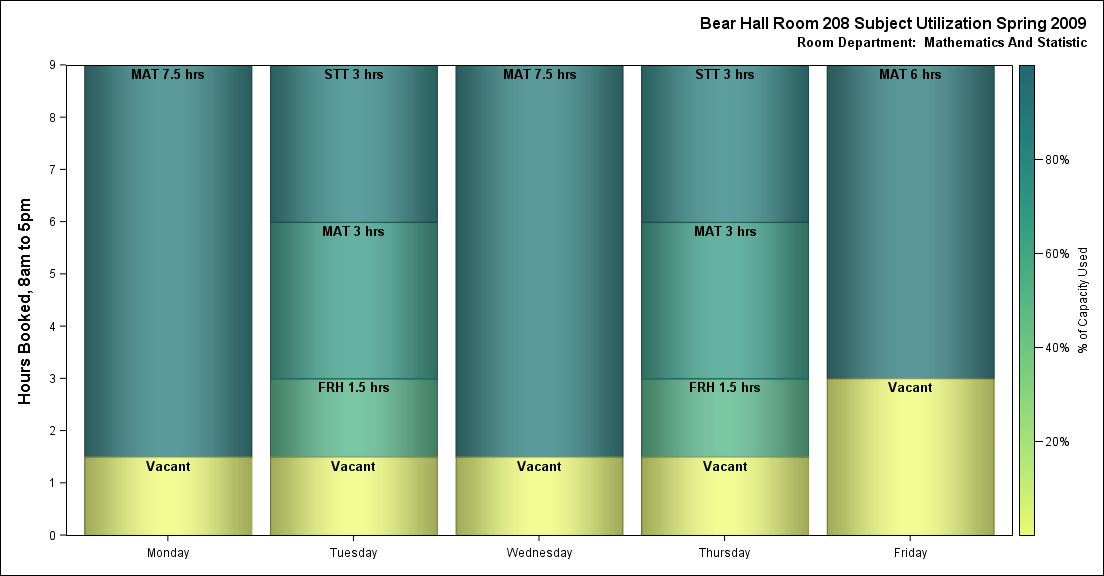 Bear Hall Room 208 Subject Utilization Spring 2009
Room Department:  Mathematics And Statistic
Hours Booked, 8am to 5pm
9
8
7
6
5
4
3
2
1
0
MAT 7.5 hrs
Vacant
STT 3 hrs
MAT 3 hrs
FRH 1.5 hrs
Vacant
MAT 7.5 hrs
Vacant
STT 3 hrs
MAT 3 hrs
FRH 1.5 hrs
Vacant
MAT 6 hrs
Vacant
Monday
Tuesday
Wednesday
Thursday
Friday
80%
60%
40%
20%
% of Capacity Used